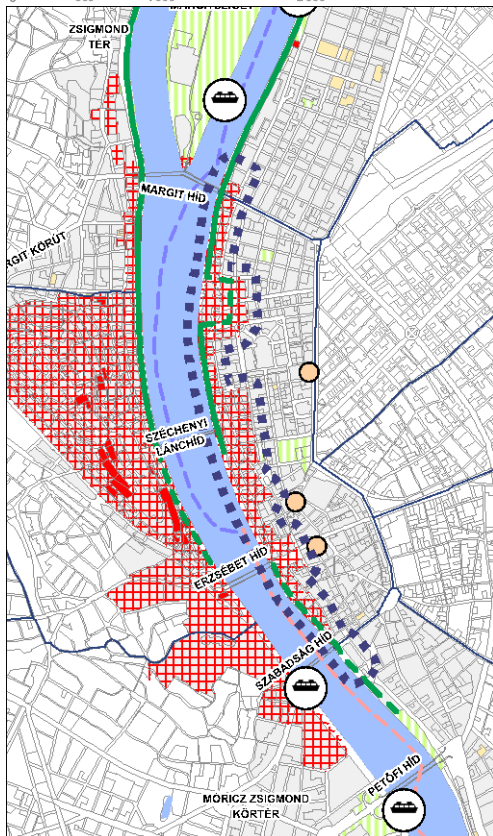 ZSIGMOND
TÉR
MARGIT HÍD
RGIT KÖRÚT
SZÉCHENYI
LÁNCHÍD
ERZSÉBET HÍD
SZABADSÁG HÍD
PETŐFI HÍD
MÓRICZ ZSIGMOND
KÖRTÉR